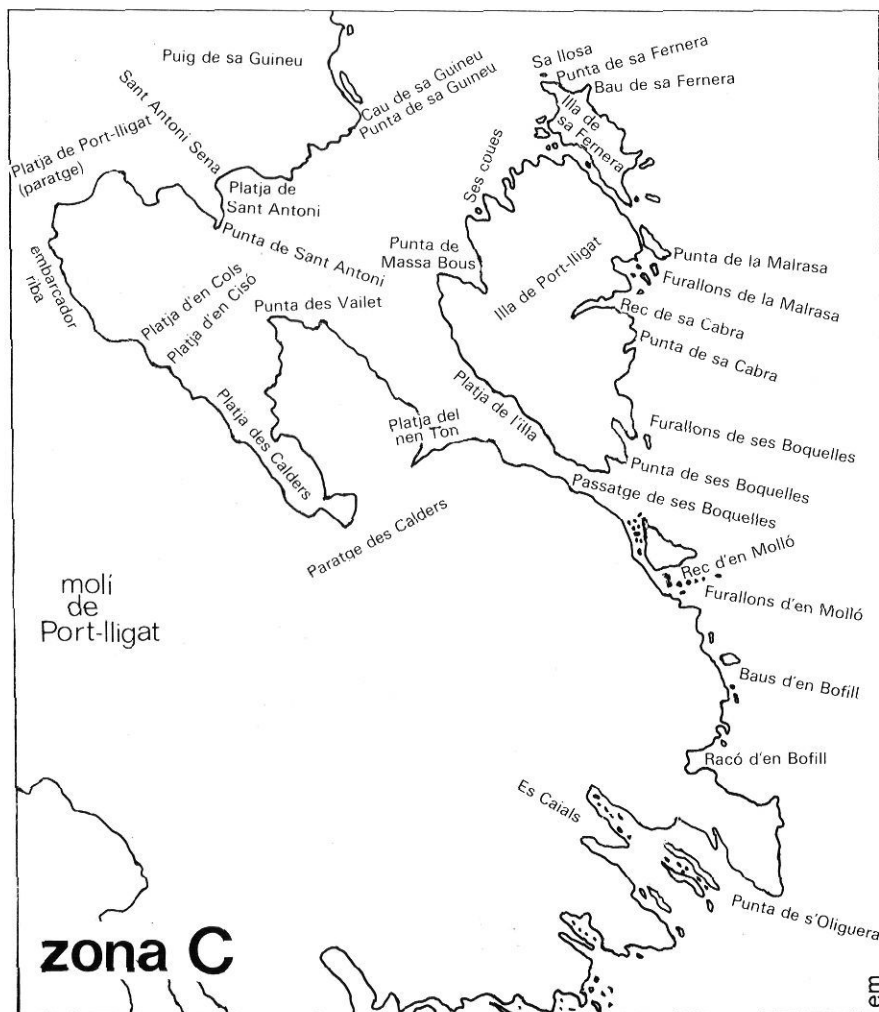 Puig de sa Guineu
Sant Antoni Sena
Cau de sa Guineu
Punta de sa Guineu
Sa llosa
Punta de sa Fernera
Bau de sa Fernera
Illa de
sa Fernera
Platja de Port-lligat
(paratge)
Platja de
Sant Antoni
Ses coues
Punta de Sant Antoni
Punta de
Massa Bous
Illa de Port-lligat
Punta de la Malrasa
Furallons de la Malrasa
Rec de sa Cabra
Punta de sa Cabra
embarcador
riba
Platja d'en Cols
Platja d'en Cisó
Punta des Vailet
Platja des Calders
Platja del
nen Ton
Platja de l'illa
Furallons de ses Boquelles
Punta de ses Boquelles
Passatge de ses Boquelles
Paratge des Calders
Rec d'en Molló
Furallons d'en Molló
molí
de
Port-lligat
Baus d'en Bofill
Racó d'en Bofill
Es Caials
Punta de s'Oliguera
zona C
em